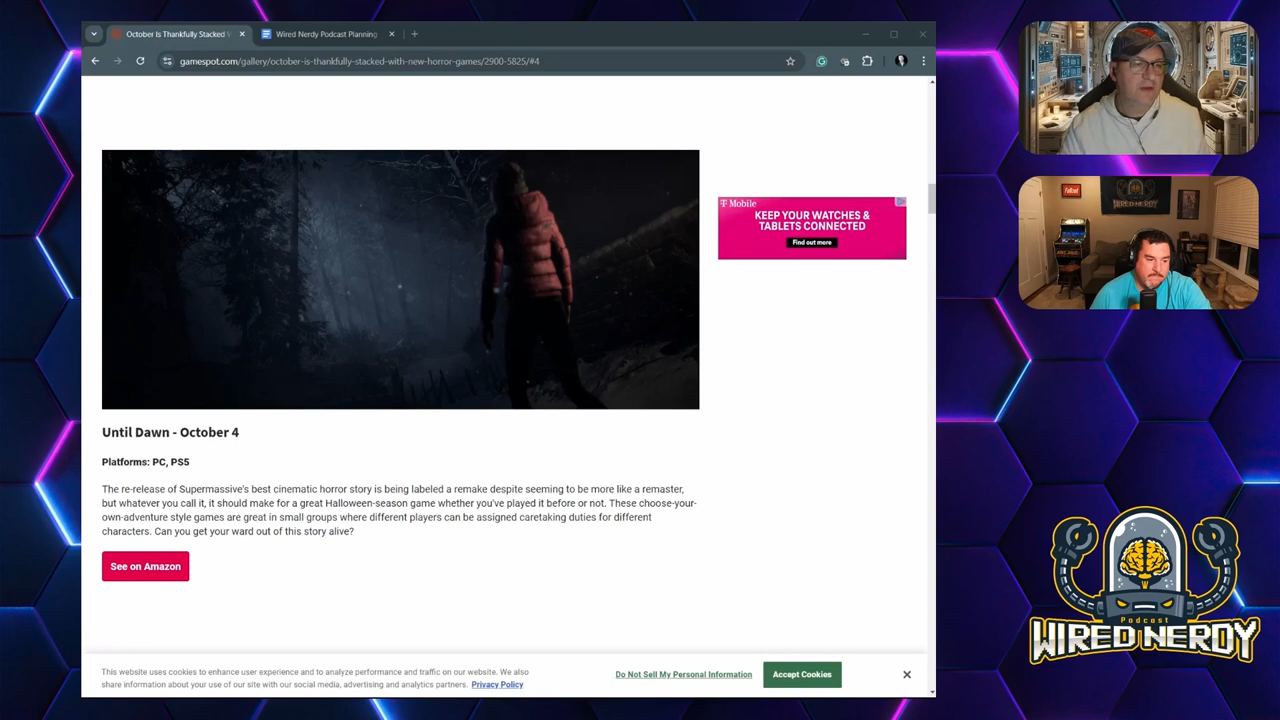 October Is Thankfully Stacked
Wired Nerdy Podcast Planning
gamespot.com/gallery/october-is-thankfully-stacked-with-new-horror-games/2900-5825/#4
T Mobile
KEEP YOUR WATCHES &
TABLETS CONNECTED
Find out more
Until Dawn - October 4
Platforms: PC, PS5
The re-release of Supermassive's best cinematic horror story is being labeled a remake despite seeming to be more like a remaster,
but whatever you call it, it should make for a great Halloween-season game whether you've played it before or not. These choose-your-
own-adventure style games are great in small groups where different players can be assigned caretaking duties for different
characters. Can you get your ward out of this story alive?
See on Amazon
This website uses cookies to enhance user experience and to analyze performance and traffic on our website. We also
share information about your use of our site with our social media, advertising and analytics partners. Privacy Policy
Do Not Sell My Personal Information
Accept Cookies
Fallout
WIRED NERDY
Podcast
WIRED NERDY